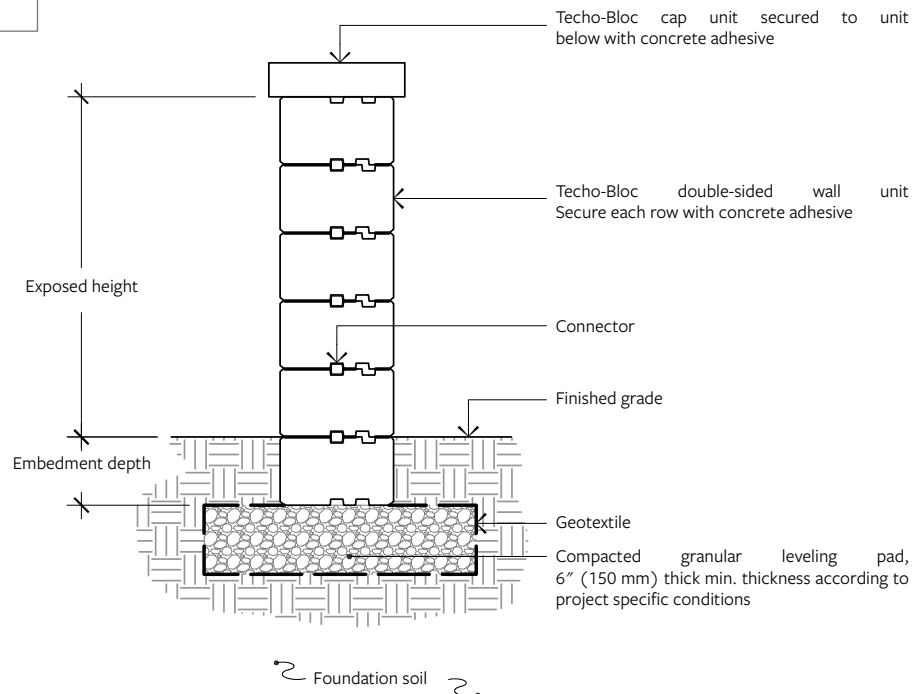 Techo-Bloc cap unit secured to unit
below with concrete adhesive
Techo-Bloc double-sided wall unit
Secure each row with concrete adhesive
Exposed height
Connector
Finished grade
Embedment depth
Geotextile
Compacted granular leveling pad,
6″ (150 mm) thick min. thickness according to
project specific conditions
Foundation soil